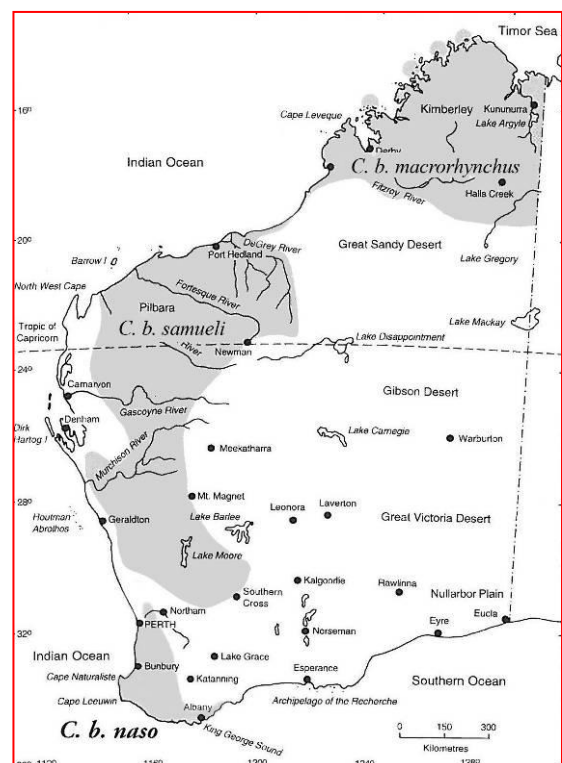 Timor Sea
16°
Kimberley
Kununurra
Cape Leveque
Lake Argyle
Derby
Indian Ocean
C. b. macrorhynchus
Halls Creek
Fitzroy River
20°
DeGrey River
Great Sandy Desert
Port Hedland
Barrow I
Lake Gregory
North West Cape
Fortesque River
Pilbara
Lake Mackay
Tropic of
Capricorn
C. b. samueli
Lake Disappointment
River
Newman
24°
Gibson Desert
Carnarvon
Gascoyne River
Denham
Dirk
Hartog I
Lake Carnegie
Warburton
Meekatharra
Murchison River
28°
Mt. Magnet
Laverton
Leonora
Lake Barlee
Great Victoria Desert
Houtman
Abrolhos
Geraldton
Lake Moore
Kalgoorlie
Rawlinna
Southern
Cross
Nullarbor Plain
Northam
Eucla
PERTH
Eyre
32°
Norseman
Indian Ocean
Lake Grace
Bunbury
Esperance
Cape Naturaliste
Katanning
Southern Ocean
Cape Leeuwin
Albany
Archipelago of the Recherche
C. b. naso
King George Sound
0 150 300
Kilometres